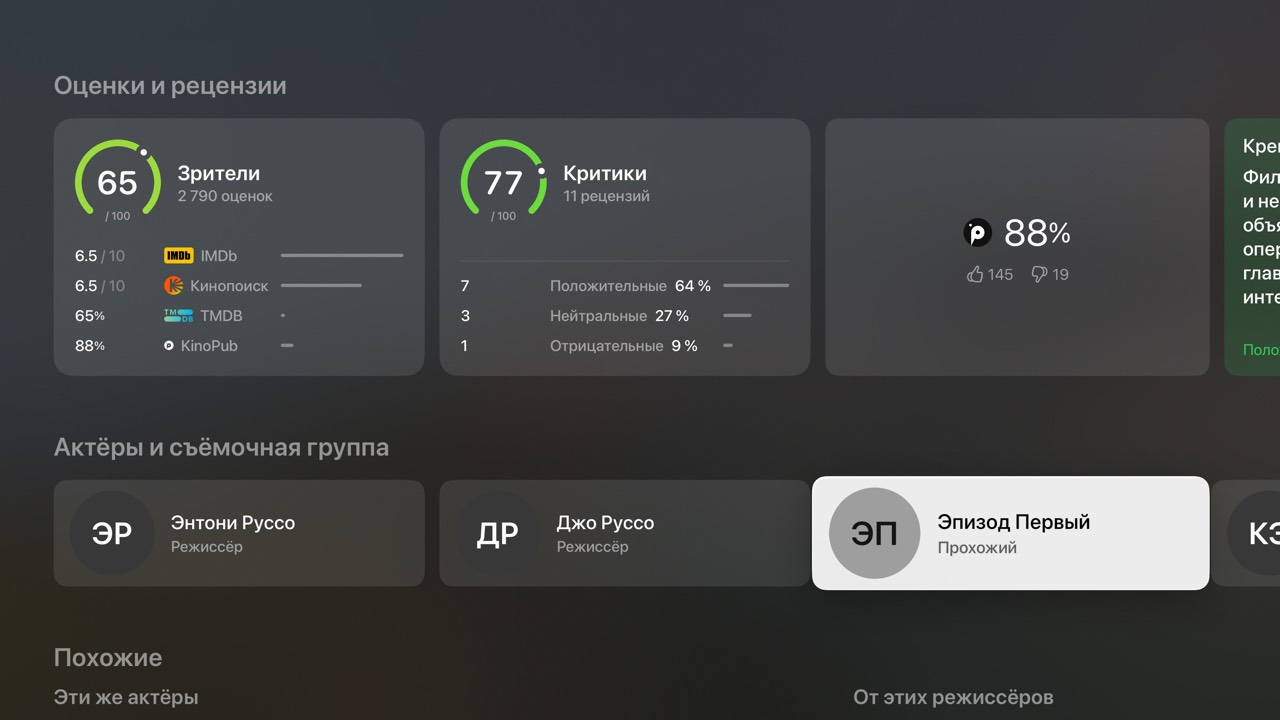 Оценки и рецензии
65
/ 100
Зрители
2 790 оценок
6.5 / 10 IMDb IMDb
6.5 / 10 Кинопоиск
65% TMDB TMDB
88% KinoPub
77
/ 100
Критики
11 рецензий
7 Положительные 64 %
3 Нейтральные 27 %
1 Отрицательные 9 %
88%
145 19
Актёры и съёмочная группа
ЭР
Энтони Руссо
Режиссёр
ДР
Джо Руссо
Режиссёр
ЭП
Эпизод Первый
Прохожий
Похожие
Эти же актёры
От этих режиссёров